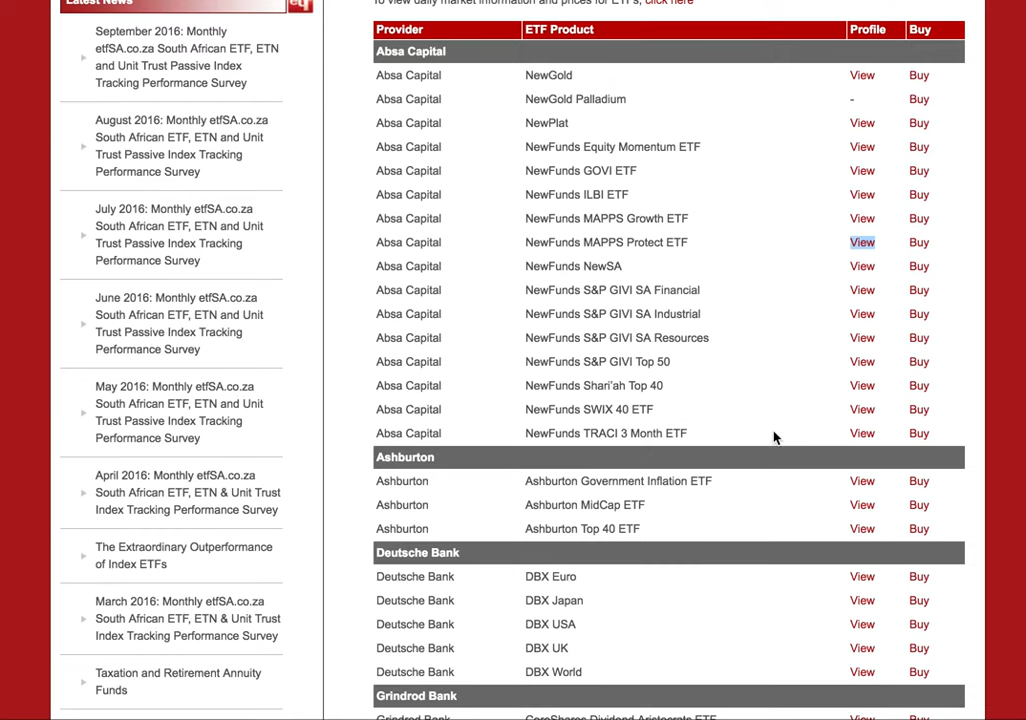 Latest News
September 2016: Monthly
etfSA.co.za South African ETF, ETN
and Unit Trust Passive Index
Tracking Performance Survey
August 2016: Monthly etfSA.co.za
South African ETF, ETN and Unit
Trust Passive Index Tracking
Performance Survey
July 2016: Monthly etfSA.co.za
South African ETF, ETN and Unit
Trust Passive Index Tracking
Performance Survey
June 2016: Monthly etfSA.co.za
South African ETF, ETN and Unit
Trust Passive Index Tracking
Performance Survey
May 2016: Monthly etfSA.co.za
South African ETF, ETN and Unit
Trust Passive Index Tracking
Performance Survey
April 2016: Monthly etfSA.co.za
South African ETF, ETN & Unit Trust
Index Tracking Performance Survey
The Extraordinary Outperformance
of Index ETFs
March 2016: Monthly etfSA.co.za
South African ETF, ETN & Unit Trust
Index Tracking Performance Survey
Taxation and Retirement Annuity
Funds
To view daily market information and prices for ETFs, click here
Provider ETF Product Profile Buy
Absa Capital
Absa Capital NewGold View Buy
Absa Capital NewGold Palladium - Buy
Absa Capital NewPlat View Buy
Absa Capital NewFunds Equity Momentum ETF View Buy
Absa Capital NewFunds GOVI ETF View Buy
Absa Capital NewFunds ILBI ETF View Buy
Absa Capital NewFunds MAPPS Growth ETF View Buy
Absa Capital NewFunds MAPPS Protect ETF View Buy
Absa Capital NewFunds NewSA View Buy
Absa Capital NewFunds S&P GIVI SA Financial View Buy
Absa Capital NewFunds S&P GIVI SA Industrial View Buy
Absa Capital NewFunds S&P GIVI SA Resources View Buy
Absa Capital NewFunds S&P GIVI Top 50 View Buy
Absa Capital NewFunds Shari'ah Top 40 View Buy
Absa Capital NewFunds SWIX 40 ETF View Buy
Absa Capital NewFunds TRACI 3 Month ETF View Buy
Ashburton
Ashburton Ashburton Government Inflation ETF View Buy
Ashburton Ashburton MidCap ETF View Buy
Ashburton Ashburton Top 40 ETF View Buy
Deutsche Bank
Deutsche Bank DBX Euro View Buy
Deutsche Bank DBX Japan View Buy
Deutsche Bank DBX USA View Buy
Deutsche Bank DBX UK View Buy
Deutsche Bank DBX World View Buy
Grindrod Bank
Grindrod Bank CoreShares Dividend Aristocrats ETF View Buy